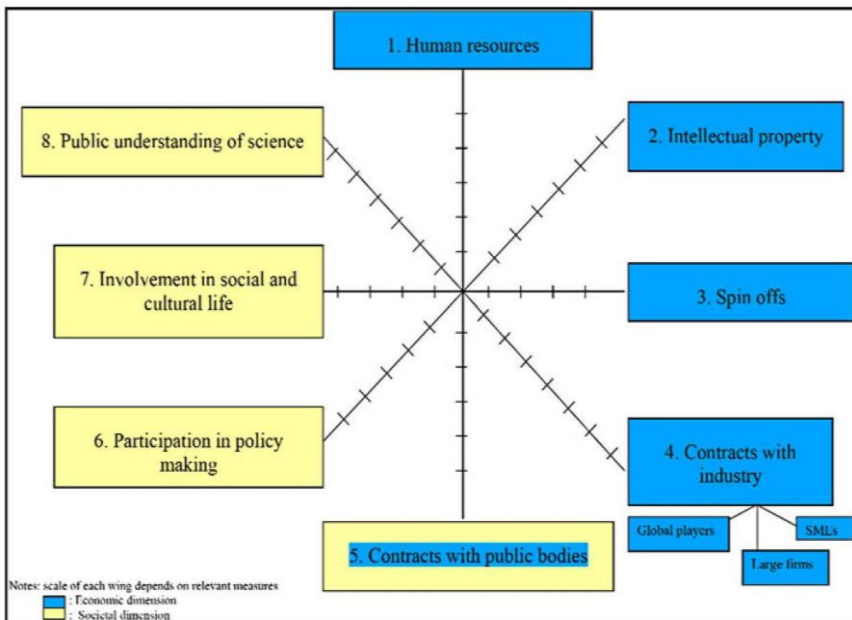 1. Human resources
8. Public understanding of science
2. Intellectual property
7. Involvement in social and
cultural life
3. Spin offs
6. Participation in policy
making
4. Contracts with
industry
Global players
SMEs
Large firms
5. Contracts with public bodies
Notes: scale of each wing depends on relevant measures
: Economic dimension
: Societal dimension